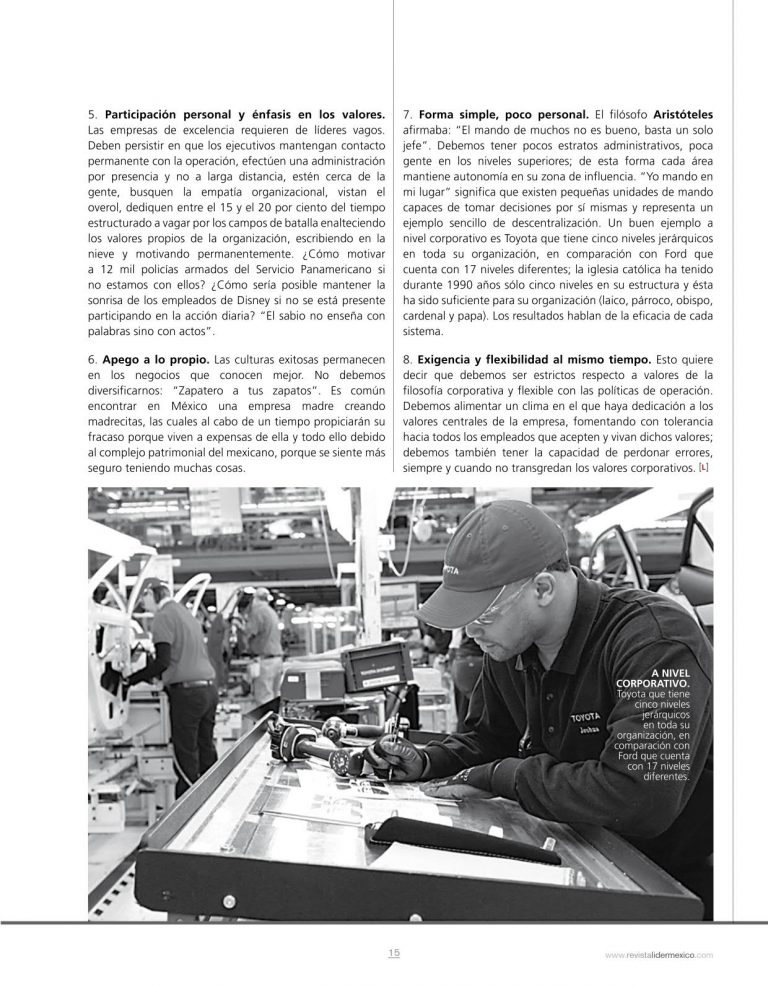 5. Participación personal y énfasis en los valores.
Las empresas de excelencia requieren de líderes vagos.
Deben persistir en que los ejecutivos mantengan contacto
permanente con la operación, efectúen una administración
por presencia y no a larga distancia, estén cerca de la
gente, busquen la empatía organizacional, vistan el
overol, dediquen entre el 15 y el 20 por ciento del tiempo
estructurado a vagar por los campos de batalla enalteciendo
los valores propios de la organización, escribiendo en la
nieve y motivando permanentemente. ¿Cómo motivar
a 12 mil policías armados del Servicio Panamericano si
no estamos con ellos? ¿Cómo sería posible mantener la
sonrisa de los empleados de Disney si no se está presente
participando en la acción diaria? “El sabio no enseña con
palabras sino con actos”.
6. Apego a lo propio. Las culturas exitosas permanecen
en los negocios que conocen mejor. No debemos
diversificarnos: “Zapatero a tus zapatos”. Es común
encontrar en México una empresa madre creando
madrecitas, las cuales al cabo de un tiempo propiciarán su
fracaso porque viven a expensas de ella y todo ello debido
al complejo patrimonial del mexicano, porque se siente más
seguro teniendo muchas cosas.
7. Forma simple, poco personal. El filósofo Aristóteles
afirmaba: “El mando de muchos no es bueno, basta un solo
jefe”. Debemos tener pocos estratos administrativos, poca
gente en los niveles superiores; de esta forma cada área
mantiene autonomía en su zona de influencia. “Yo mando en
mi lugar” significa que existen pequeñas unidades de mando
capaces de tomar decisiones por sí mismas y representa un
ejemplo sencillo de descentralización. Un buen ejemplo a
nivel corporativo es Toyota que tiene cinco niveles jerárquicos
en toda su organización, en comparación con Ford que
cuenta con 17 niveles diferentes; la iglesia católica ha tenido
durante 1990 años sólo cinco niveles en su estructura y ésta
ha sido suficiente para su organización (laico, párroco, obispo,
cardenal y papa). Los resultados hablan de la eficacia de cada
sistema.
8. Exigencia y flexibilidad al mismo tiempo. Esto quiere
decir que debemos ser estrictos respecto a valores de la
filosofía corporativa y flexible con las políticas de operación.
Debemos alimentar un clima en el que haya dedicación a los
valores centrales de la empresa, fomentando con tolerancia
hacia todos los empleados que acepten y vivan dichos valores;
debemos también tener la capacidad de perdonar errores,
siempre y cuando no transgredan los valores corporativos. [L]
TOYOTA
TOYOTA
Joshua
A NIVEL
CORPORATIVO.
Toyota que tiene
cinco niveles
jerárquicos
en toda su
organización, en
comparación con
Ford que cuenta
con 17 niveles
diferentes.
15
www.revistalidermexico.com